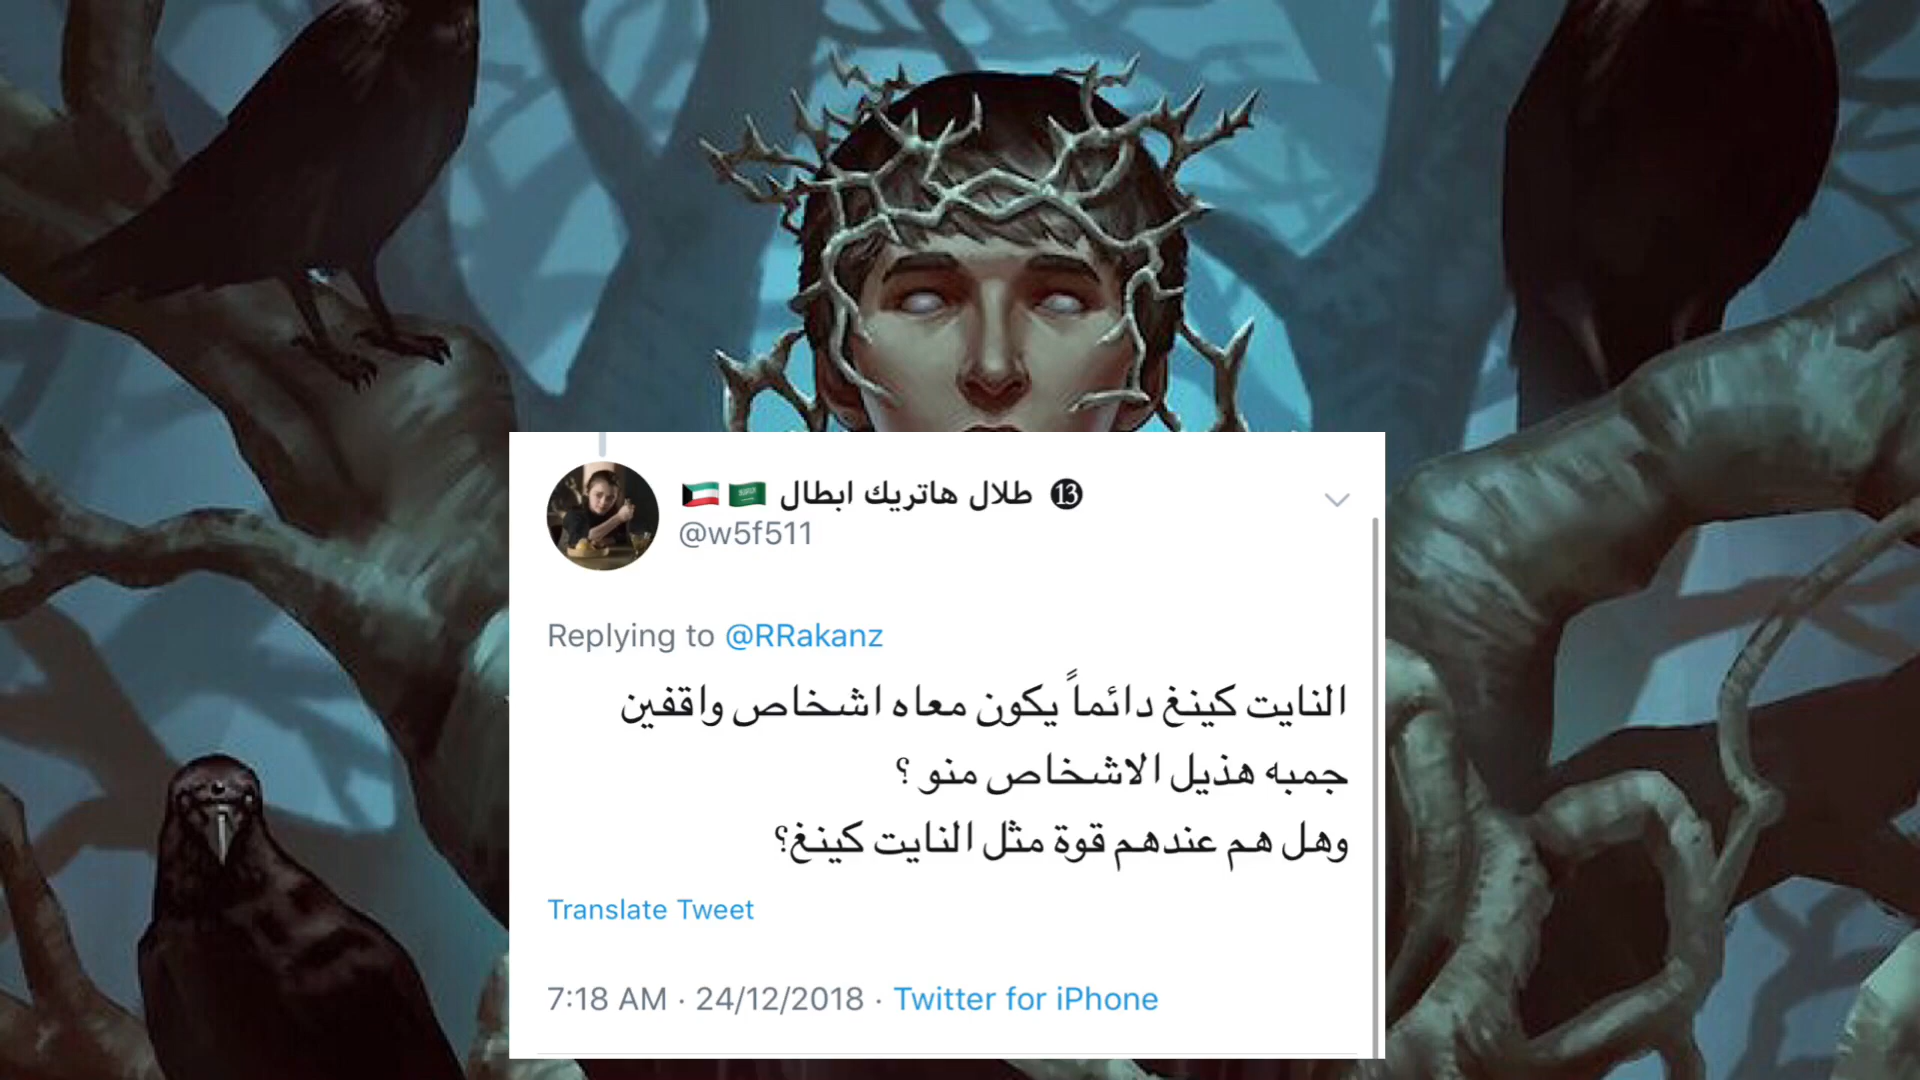 طلال هاتريك ابطال 🇸🇦 🇰🇼 ⓭
@w5f511
Replying to @RRakanz
النايت كينغ دائماً يكون معاه اشخاص واقفين
جمبه هذيل الاشخاص منو ؟
وهل هم عندهم قوة مثل النايت كينغ؟
Translate Tweet
7:18 AM · 24/12/2018 · Twitter for iPhone